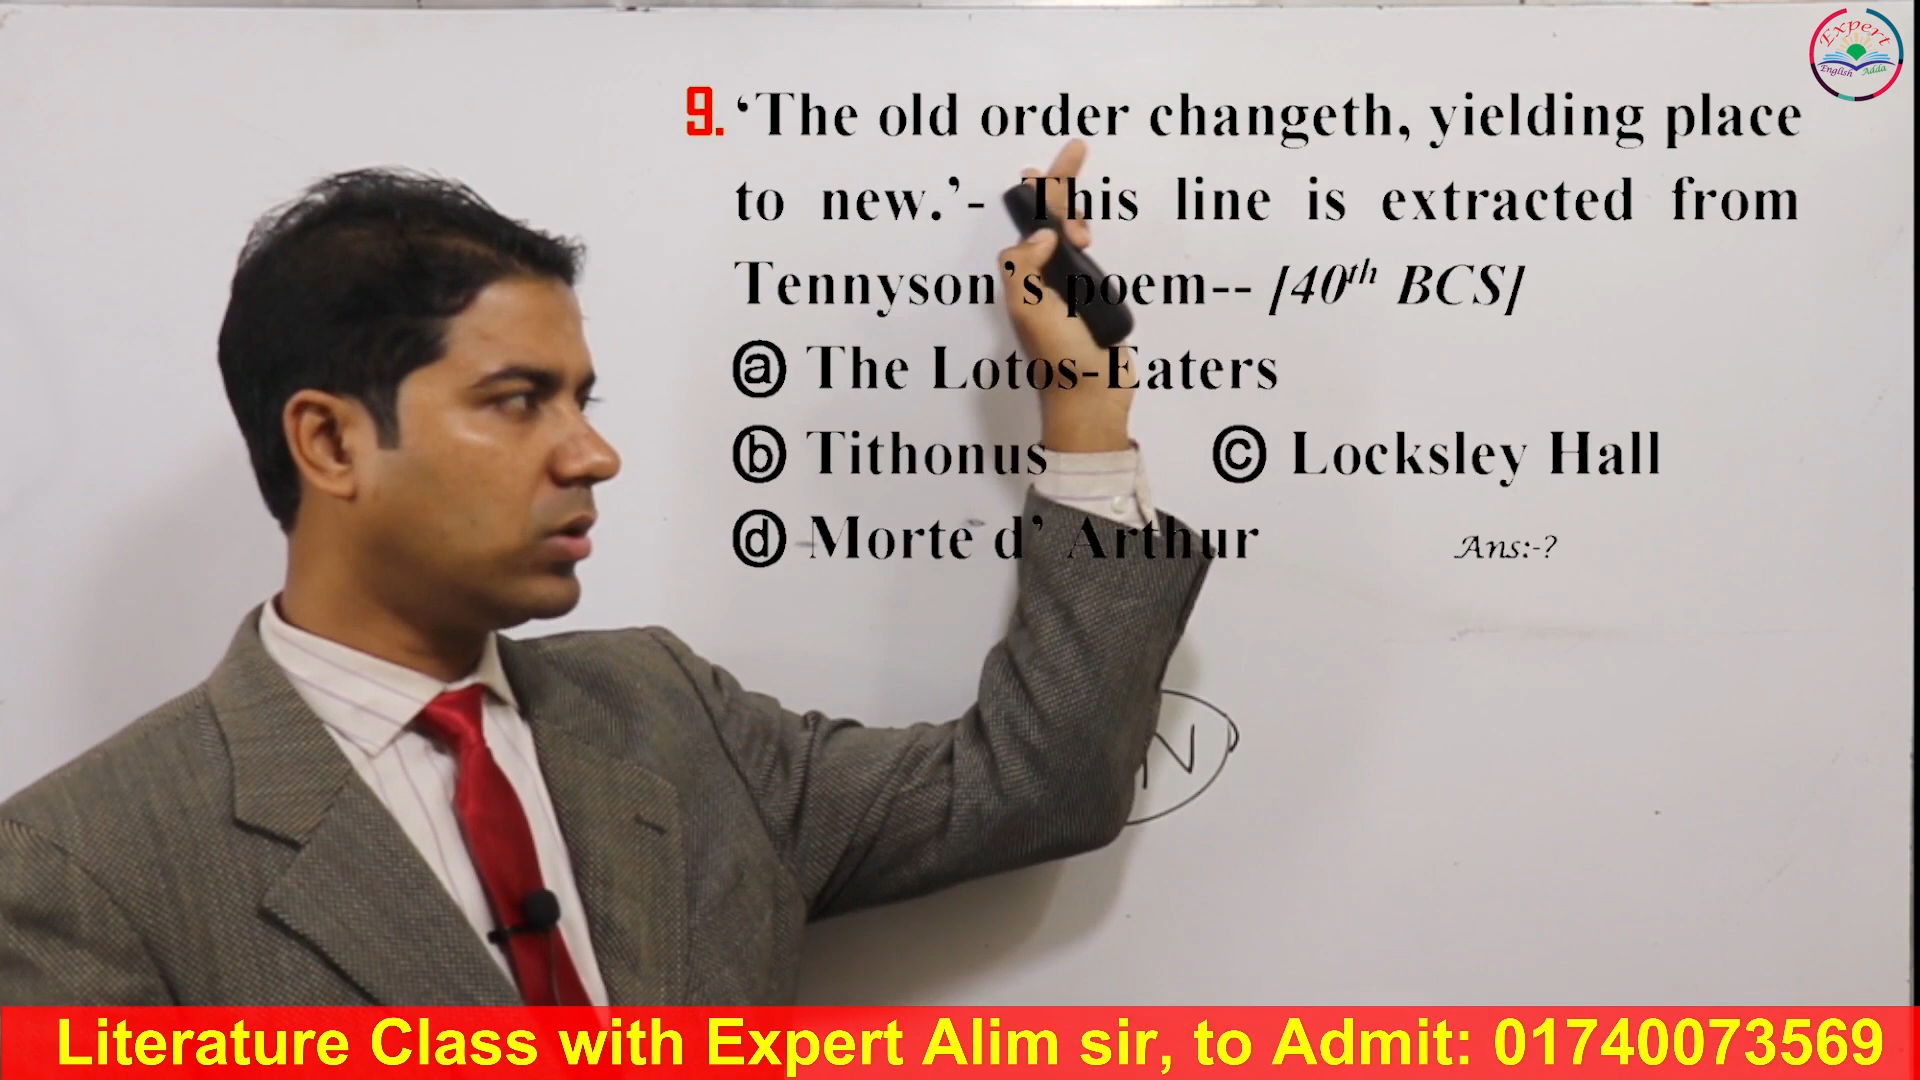 Expert
English Adda
9. ‘The old order changeth, yielding place
to new.’- This line is extracted from
Tennyson’s poem-- [40th BCS]
ⓐ The Lotos-Eaters
ⓑ Tithonus ⓒ Locksley Hall
ⓓ Morte d’ Arthur Ans:-?
N
Literature Class with Expert Alim sir, to Admit: 01740073569